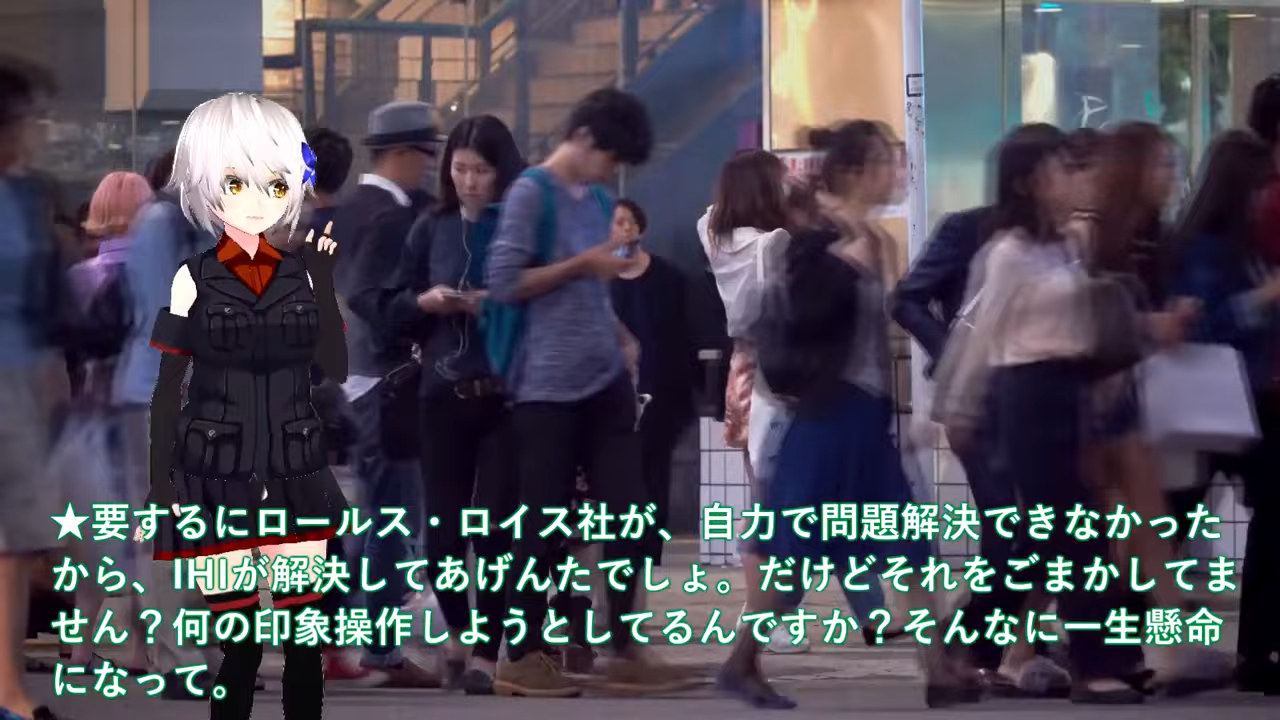 ★要するにロールス・ロイス社が、自力で問題解決できなかった
から、IHIが解決してあげんたでしょ。だけどそれをごまかしてま
せん？何の印象操作しようとしてるんですか？そんなに一生懸命
になって。